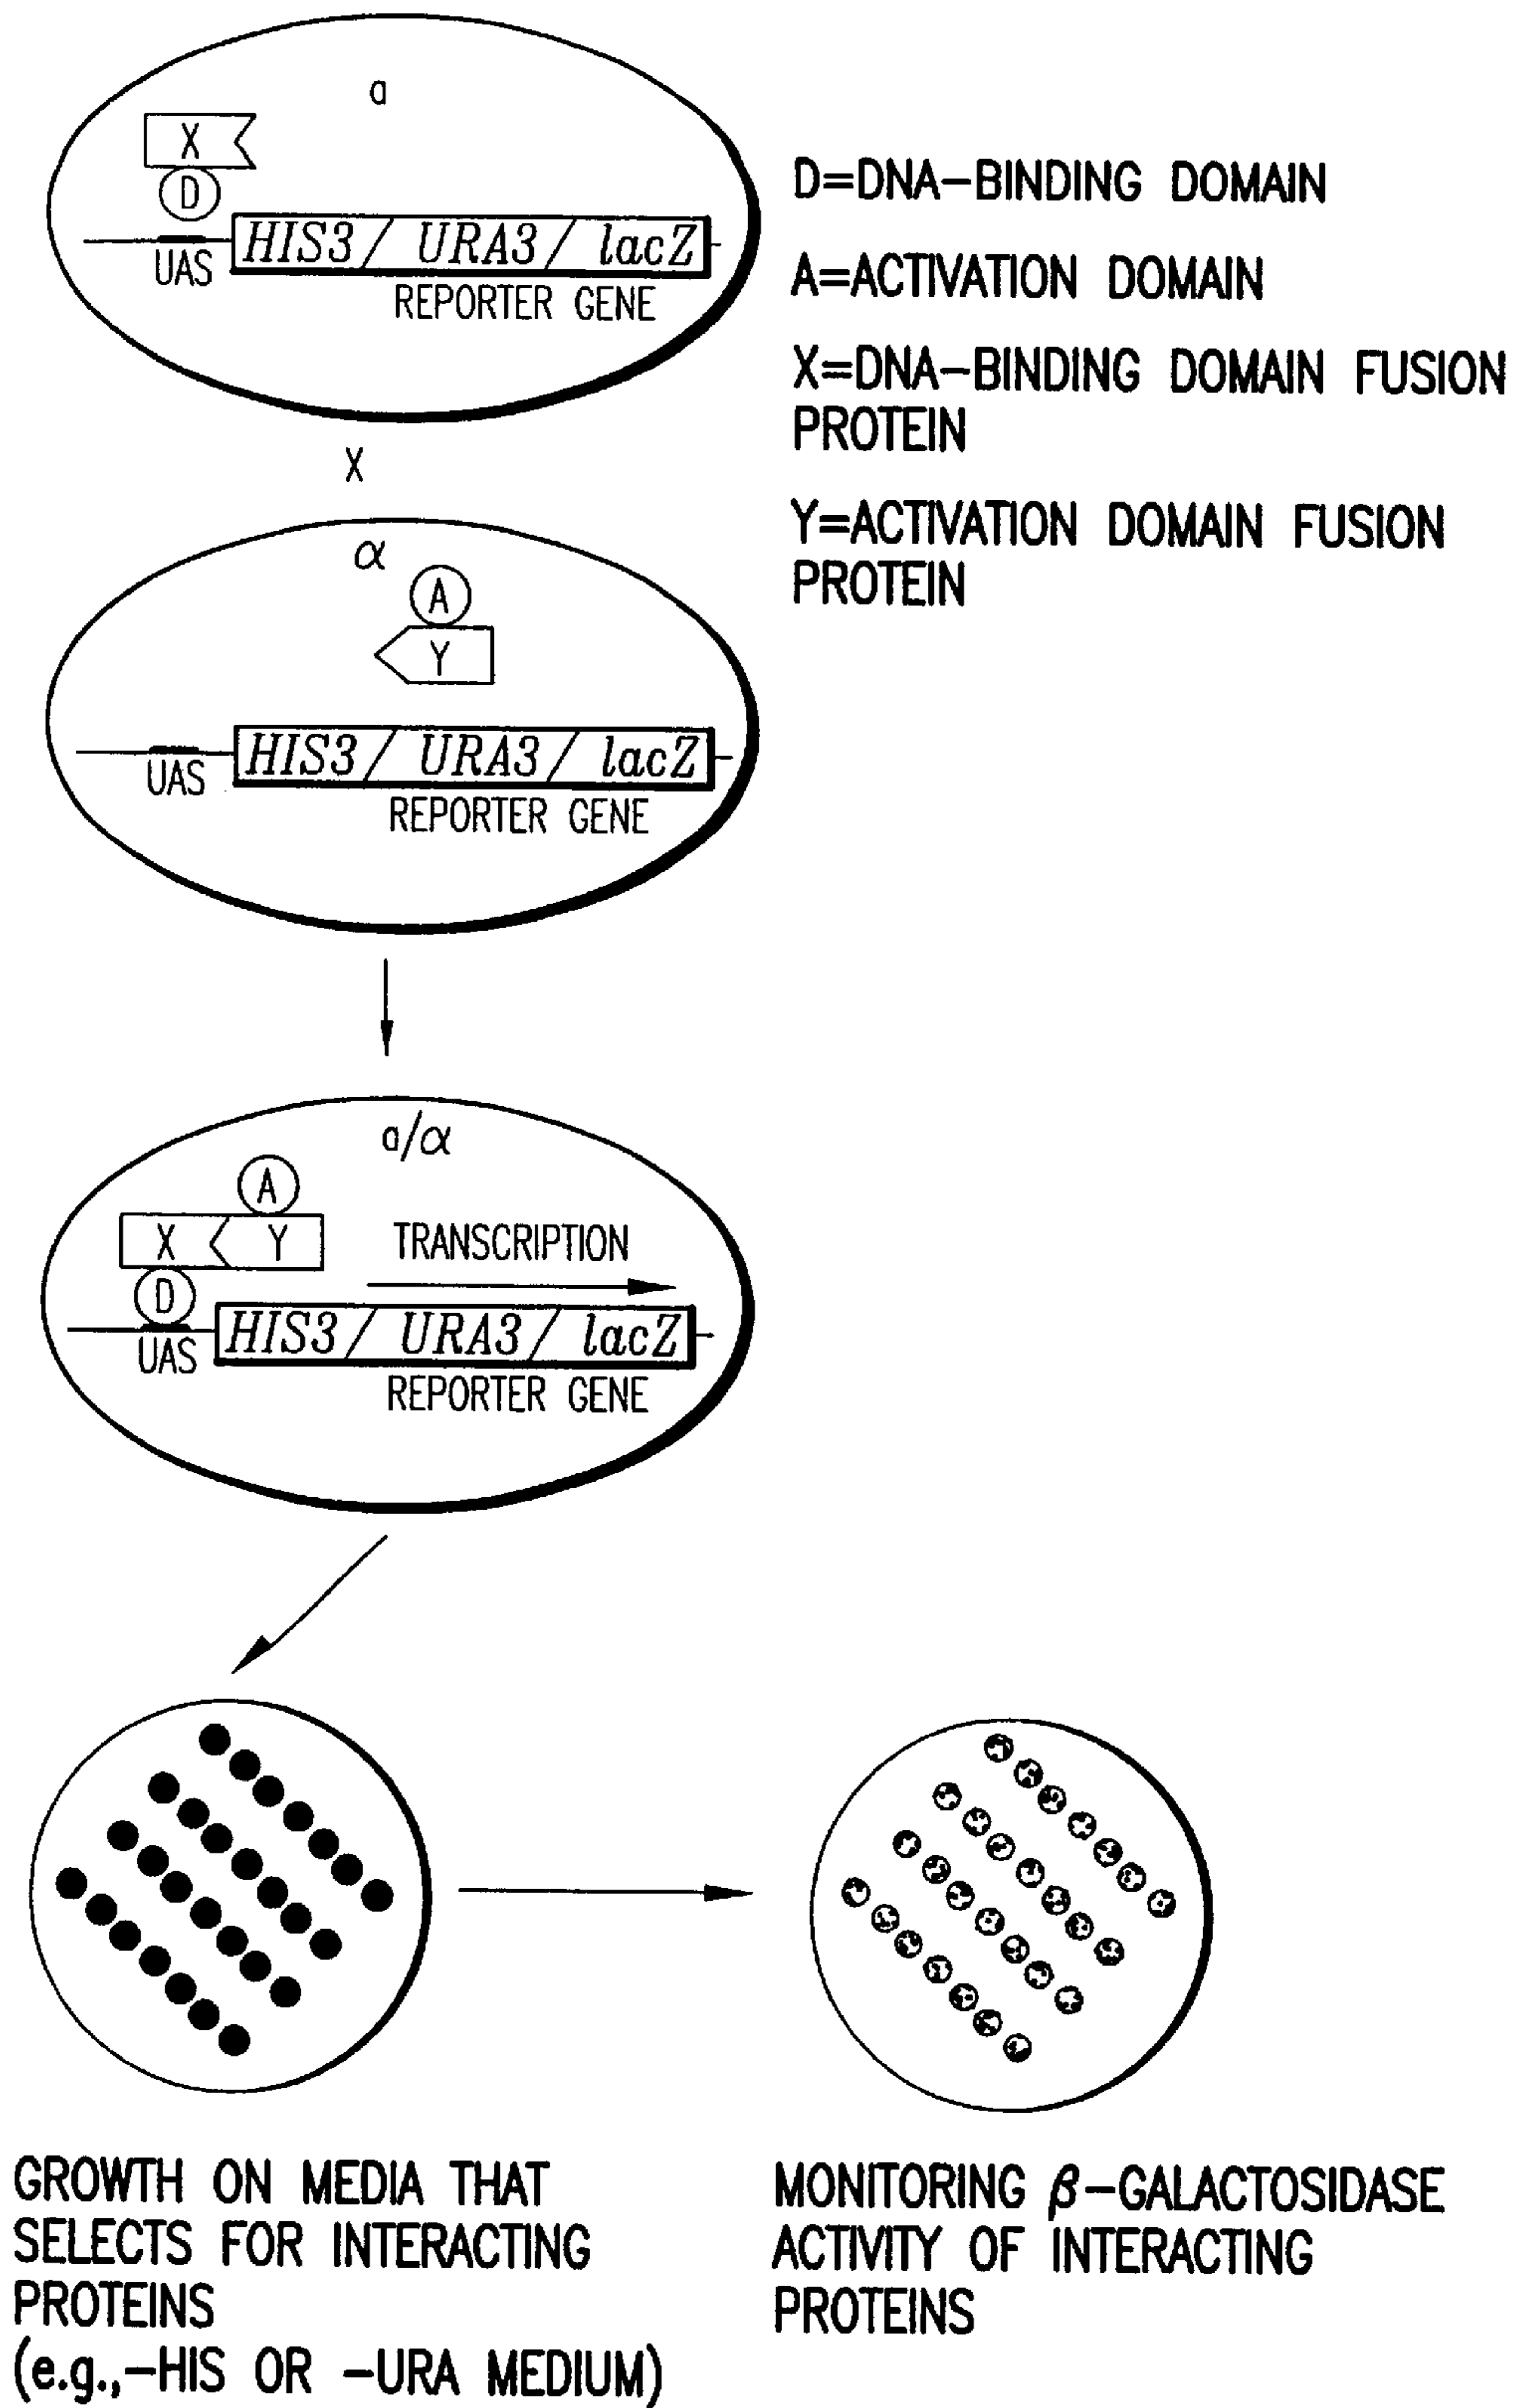 a
X
D
HIS3/ URA3/ lacZ
UAS
REPORTER GENE
D=DNA-BINDING DOMAIN
A=ACTIVATION DOMAIN
X=DNA-BINDING DOMAIN FUSION
PROTEIN
Y=ACTIVATION DOMAIN FUSION
PROTEIN
X
α
A
Y
HIS3/ URA3/ lacZ
UAS
REPORTER GENE
a/α
A
X Y
TRANSCRIPTION
D
HIS3/ URA3/ lacZ
UAS
REPORTER GENE
GROWTH ON MEDIA THAT
SELECTS FOR INTERACTING
PROTEINS
(e.g.,-HIS OR -URA MEDIUM)
MONITORING β-GALACTOSIDASE
ACTIVITY OF INTERACTING
PROTEINS